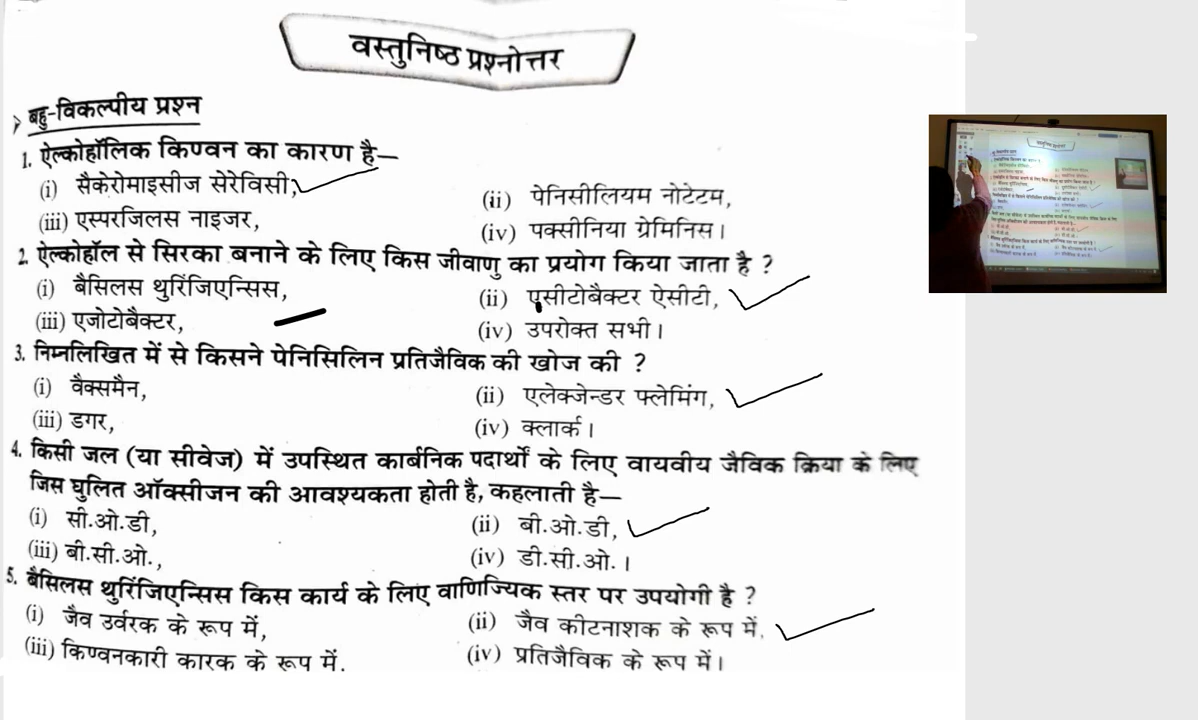 वस्तुनिष्ठ प्रश्नोत्तर
बहु-विकल्पीय प्रश्न
1. ऐल्कोहॉलिक किण्वन का कारण है—
(i) सैकेरोमाइसीज सेरेविसी, (ii) पेनिसीलियम नोटेटम,
(iii) एस्परजिलस नाइजर, (iv) पक्सीनिया ग्रेमिनिस।
2. ऐल्कोहॉल से सिरका बनाने के लिए किस जीवाणु का प्रयोग किया जाता है ?
(i) बैसिलस थुरिंजिएन्सिस, (ii) एसीटोबैक्टर ऐसीटी,
(iii) एजोटोबैक्टर, (iv) उपरोक्त सभी।
3. निम्नलिखित में से किसने पेनिसिलिन प्रतिजैविक की खोज की ?
(i) वैक्समैन, (ii) एलेक्जेन्डर फ्लेमिंग,
(iii) डगर, (iv) क्लार्क।
4. किसी जल (या सीवेज) में उपस्थित कार्बनिक पदार्थों के लिए वायवीय जैविक क्रिया के लिए
जिस घुलित ऑक्सीजन की आवश्यकता होती है, कहलाती है—
(i) सी.ओ.डी, (ii) बी.ओ.डी,
(iii) बी.सी.ओ., (iv) डी.सी.ओ.।
5. बैसिलस थुरिंजिएन्सिस किस कार्य के लिए वाणिज्यिक स्तर पर उपयोगी है ?
(i) जैव उर्वरक के रूप में, (ii) जैव कीटनाशक के रूप में,
(iii) किण्वनकारी कारक के रूप में. (iv) प्रतिजैविक के रूप में।